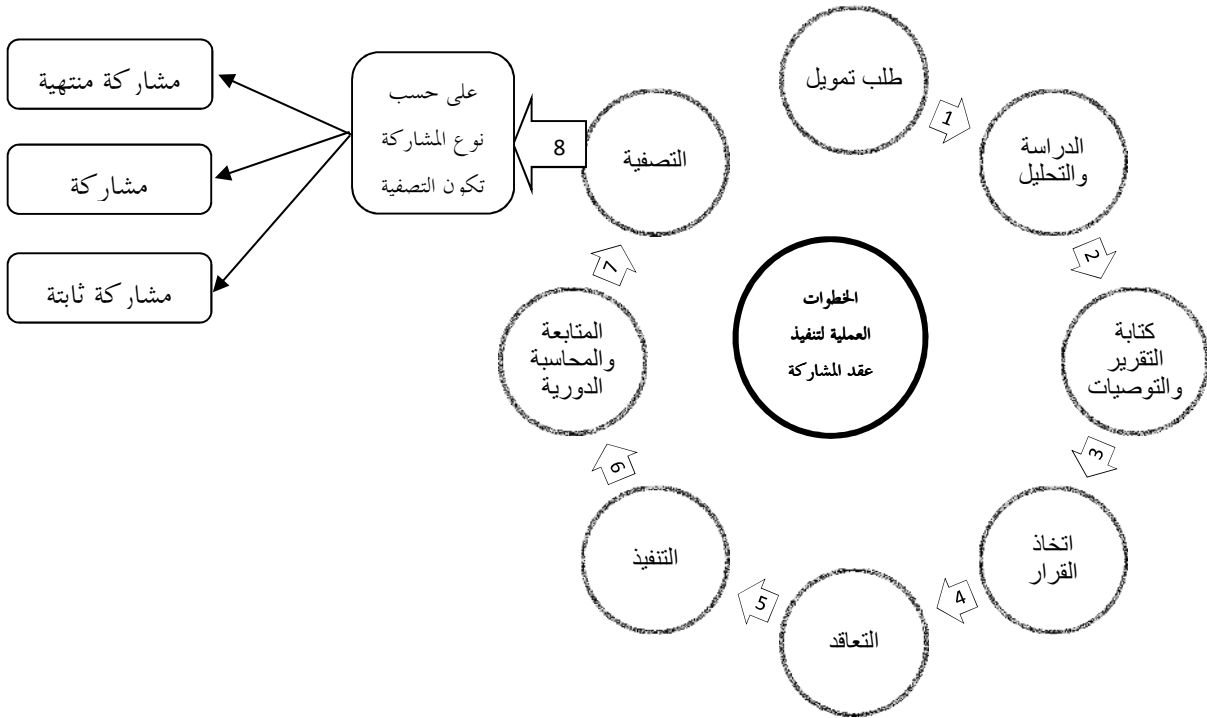 طلب تمويل
1
الدراسة
والتحليل
2
كتابة
التقرير
والتوصيات
3
اتخاذ
القرار
4
التعاقد
5
التنفيذ
6
المتابعة
والمحاسبة
الدورية
7
التصفية
8
على حسب
نوع المشاركة
تكون التصفية
مشاركة منتهية
مشاركة
مشاركة ثابتة
الخطوات
العملية لتنفيذ
عقد المشاركة